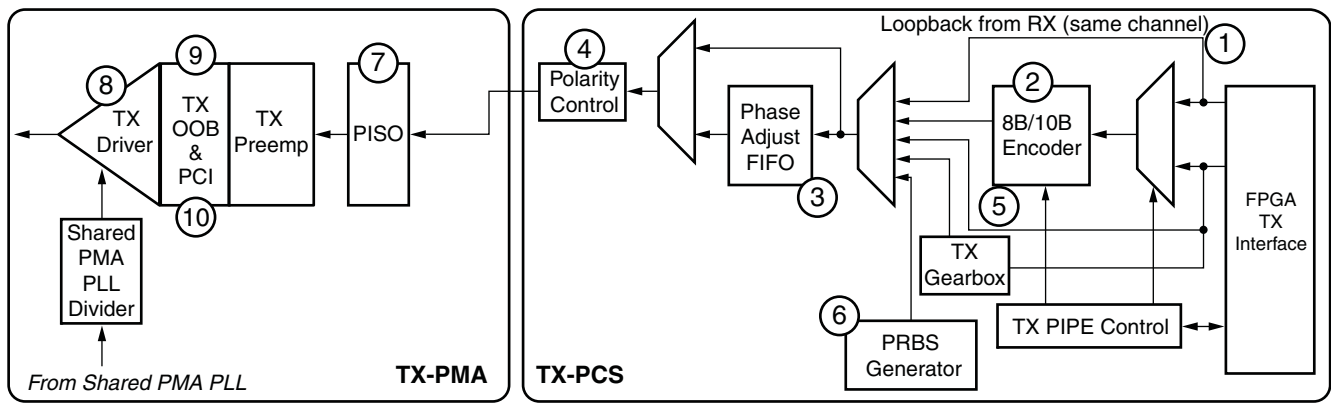 Loopback from RX (same channel)
1
9
8
TX
Driver
TX
OOB
&
PCI
10
TX
Preemp
7
PISO
4
Polarity
Control
Phase
Adjust
FIFO
3
2
8B/10B
Encoder
5
FPGA
TX
Interface
Shared
PMA
PLL
Divider
TX
Gearbox
TX PIPE Control
6
PRBS
Generator
From Shared PMA PLL
TX-PMA
TX-PCS